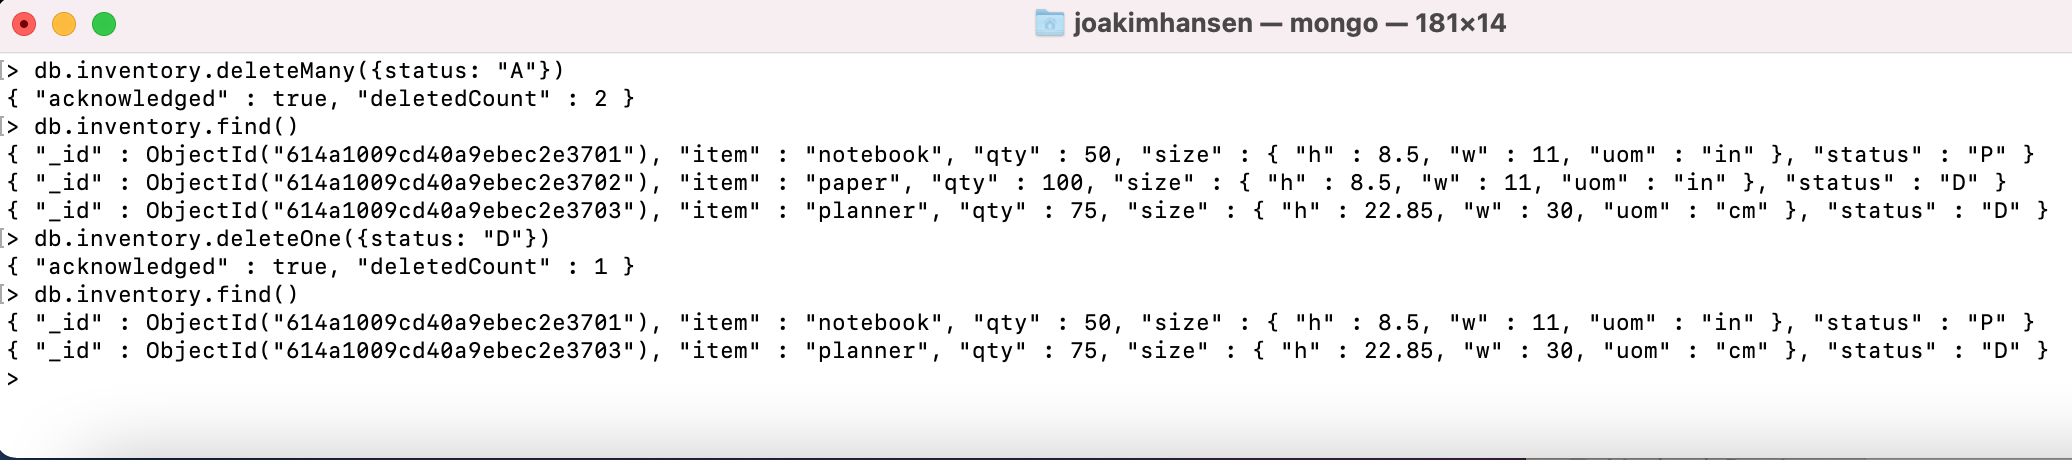 joakimhansen — mongo — 181×14
[> db.inventory.deleteMany({status: "A"})
{ "acknowledged" : true, "deletedCount" : 2 }
[> db.inventory.find()
{ "_id" : ObjectId("614a1009cd40a9ebec2e3701"), "item" : "notebook", "qty" : 50, "size" : { "h" : 8.5, "w" : 11, "uom" : "in" }, "status" : "P" }
{ "_id" : ObjectId("614a1009cd40a9ebec2e3702"), "item" : "paper", "qty" : 100, "size" : { "h" : 8.5, "w" : 11, "uom" : "in" }, "status" : "D" }
{ "_id" : ObjectId("614a1009cd40a9ebec2e3703"), "item" : "planner", "qty" : 75, "size" : { "h" : 22.85, "w" : 30, "uom" : "cm" }, "status" : "D" }
[> db.inventory.deleteOne({status: "D"})
{ "acknowledged" : true, "deletedCount" : 1 }
[> db.inventory.find()
{ "_id" : ObjectId("614a1009cd40a9ebec2e3701"), "item" : "notebook", "qty" : 50, "size" : { "h" : 8.5, "w" : 11, "uom" : "in" }, "status" : "P" }
{ "_id" : ObjectId("614a1009cd40a9ebec2e3703"), "item" : "planner", "qty" : 75, "size" : { "h" : 22.85, "w" : 30, "uom" : "cm" }, "status" : "D" }
>